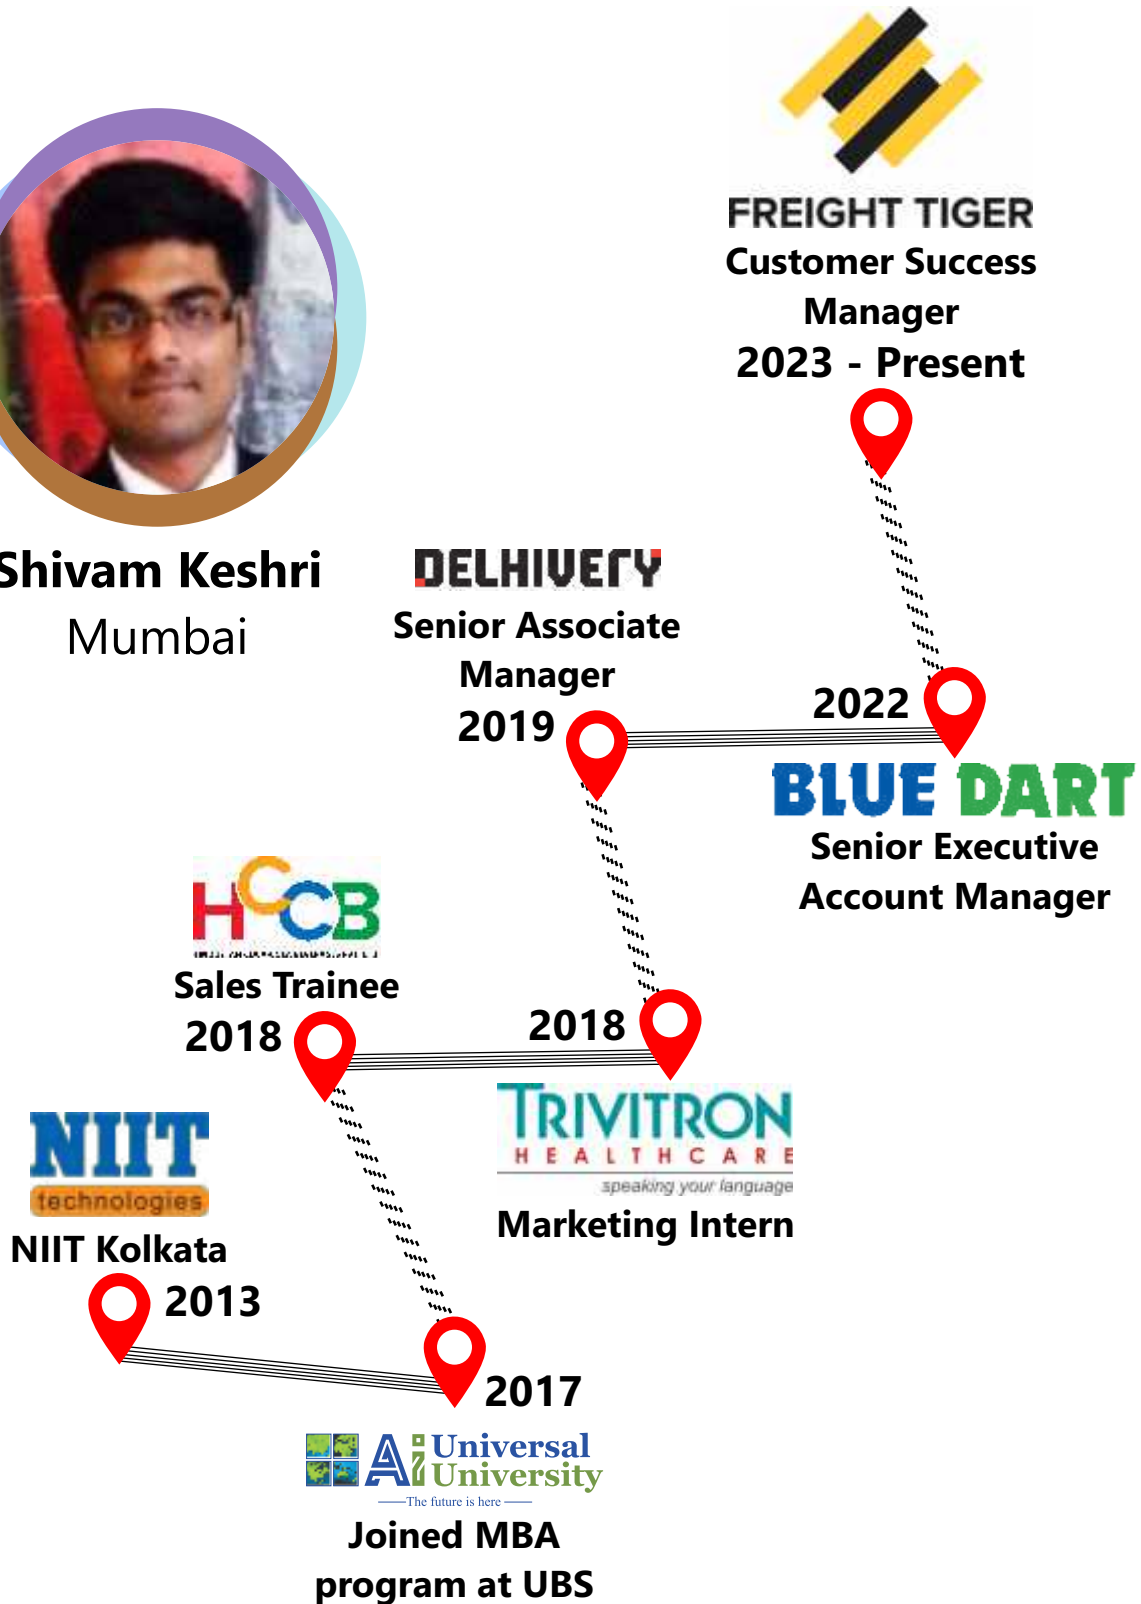 FREIGHT TIGER
Customer Success
Manager
2023 - Present
Shivam Keshri
Mumbai
DELHIVERY
Senior Associate
Manager
2019
2022
BLUE DART
Senior Executive
Account Manager
HCCB
Sales Trainee
2018
2018
TRIVITRON
HEALTHCARE
speaking your language
Marketing Intern
NIIT
technologies
NIIT Kolkata
2013
2017
Ai Universal
University
The future is here
Joined MBA
program at UBS